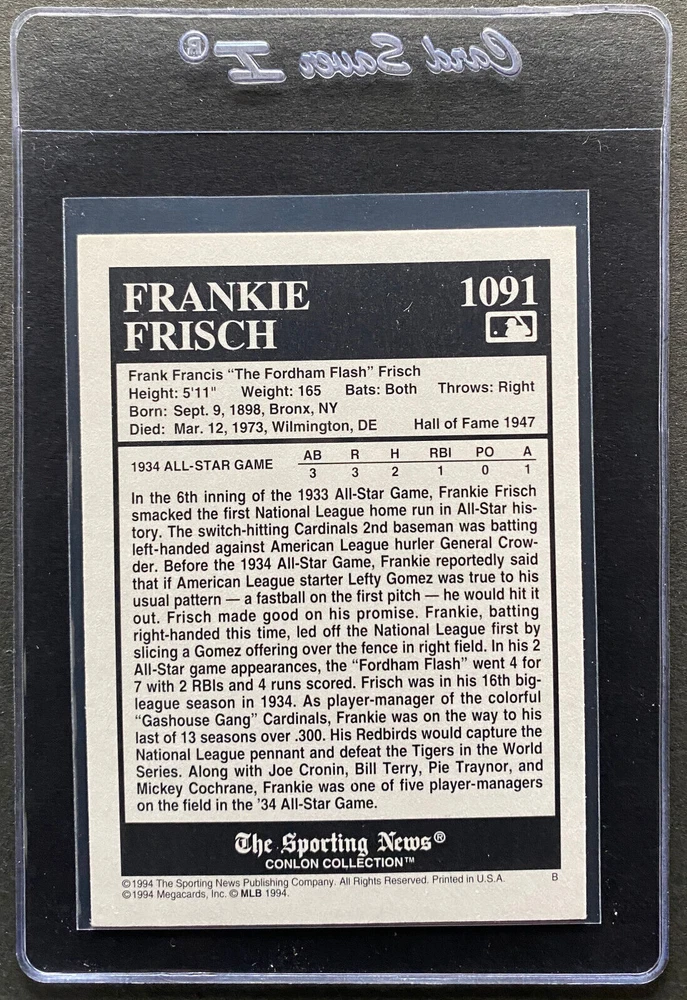 Card Saver II®
FRANKIE 1091
FRISCH
Frank Francis “The Fordham Flash” Frisch
Height: 5'11" Weight: 165 Bats: Both Throws: Right
Born: Sept. 9, 1898, Bronx, NY
Died: Mar. 12, 1973, Wilmington, DE Hall of Fame 1947
AB R H RBI PO A
1934 ALL-STAR GAME 3 3 2 1 0 1
In the 6th inning of the 1933 All-Star Game, Frankie Frisch
smacked the first National League home run in All-Star his-
tory. The switch-hitting Cardinals 2nd baseman was batting
left-handed against American League hurler General Crow-
der. Before the 1934 All-Star Game, Frankie reportedly said
that if American League starter Lefty Gomez was true to his
usual pattern — a fastball on the first pitch — he would hit it
out. Frisch made good on his promise. Frankie, batting
right-handed this time, led off the National League first by
slicing a Gomez offering over the fence in right field. In his 2
All-Star game appearances, the “Fordham Flash” went 4 for
7 with 2 RBIs and 4 runs scored. Frisch was in his 16th big-
league season in 1934. As player-manager of the colorful
“Gashouse Gang” Cardinals, Frankie was on the way to his
last of 13 seasons over .300. His Redbirds would capture the
National League pennant and defeat the Tigers in the World
Series. Along with Joe Cronin, Bill Terry, Pie Traynor, and
Mickey Cochrane, Frankie was one of five player-managers
on the field in the '34 All-Star Game.
The Sporting News®
CONLON COLLECTION™
©1994 The Sporting News Publishing Company. All Rights Reserved. Printed in U.S.A. B
©1994 Megacards, Inc. © MLB 1994.